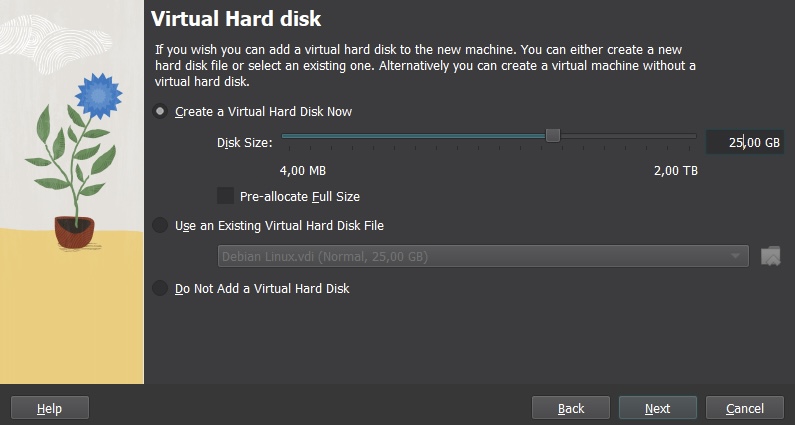 Virtual Hard disk
If you wish you can add a virtual hard disk to the new machine. You can either create a new
hard disk file or select an existing one. Alternatively you can create a virtual machine without a
virtual hard disk.
Create a Virtual Hard Disk Now
Disk Size: 25,00 GB
4,00 MB 2,00 TB
Pre-allocate Full Size
Use an Existing Virtual Hard Disk File
Debian Linux.vdi (Normal, 25,00 GB)
Do Not Add a Virtual Hard Disk
Help Back Next Cancel